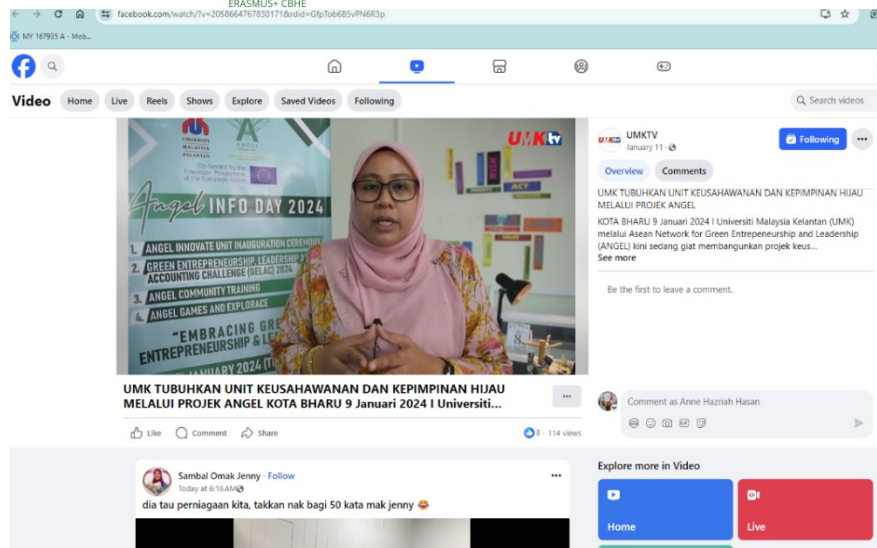 ERASMUS+ CBHE
facebook.com/watch/?v=2058664767830171&rdid=GfpTob685vPN6R3p
MY 167935 A - Mob...
Video
Home
Live
Reels
Shows
Explore
Saved Videos
Following
Search videos
UNIVERSITI
MALAYSIA
KELANTAN
ANGEL
Co-funded by the
Erasmus+ Programme
of the European Union
Angel INFO DAY 2024
1. ANGEL INNOVATE UNIT INAUGURATION CEREMONY
2. GREEN ENTREPRENEURSHIP, LEADERSHIP &
ACCOUNTING CHALLENGE (GELAC) 2024
3. ANGEL COMMUNITY TRAINING
4. ANGEL GAMES AND EXPLORACE
"EMBRACING GRE
ENTREPRENEURSHIP & LE
JANUARY 2024 (T
UMK tv
RISK
ACT
8
UMK TUBUHKAN UNIT KEUSAHAWANAN DAN KEPIMPINAN HIJAU
MELALUI PROJEK ANGEL KOTA BHARU 9 Januari 2024 I Universiti...
Like
Comment
Share
8 · 114 views
UMKTV
January 11 ·
Following
Overview
Comments
UMK TUBUHKAN UNIT KEUSAHAWANAN DAN KEPIMPINAN HIJAU
MELALUI PROJEK ANGEL
KOTA BHARU 9 Januari 2024 I Universiti Malaysia Kelantan (UMK)
melalui Asean Network for Green Entrepeneurship and Leadership
(ANGEL) kini sedang giat membangunkan projek keus...
See more
Be the first to leave a comment.
Comment as Anne Hazriah Hasan
Sambal Omak Jenny · Follow
Today at 6:16 AM
dia tau perniagaan kita, takkan nak bagi 50 kata mak jenny
Explore more in Video
Home
Live